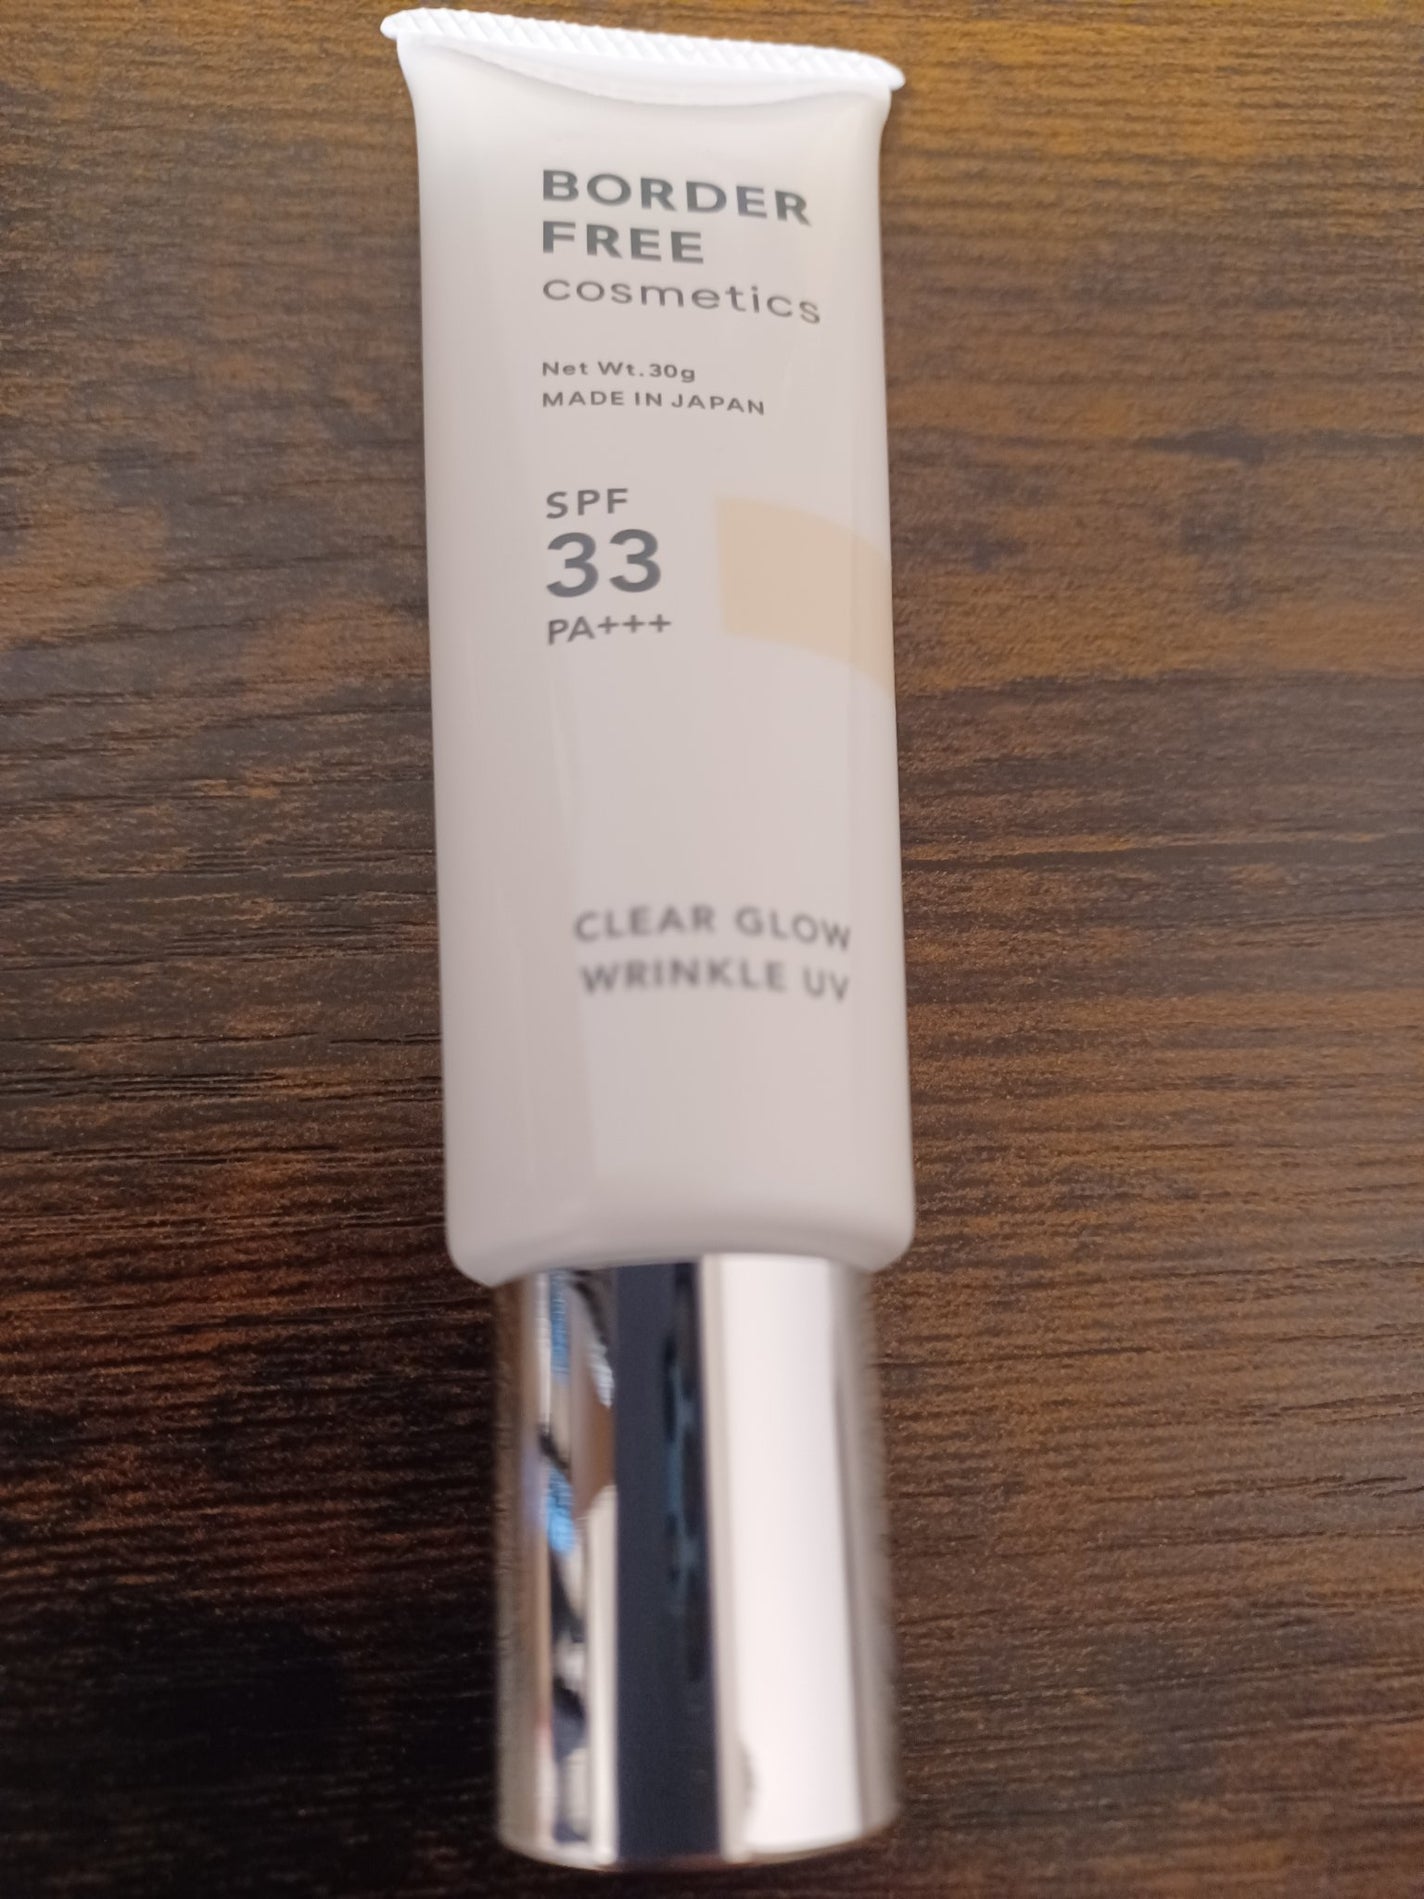 BORDER
FREE
cosmetics
Net Wt.30g
MADE IN JAPAN
SPF
33
PA+++
CLEAR GLOW
WRINKLE UV